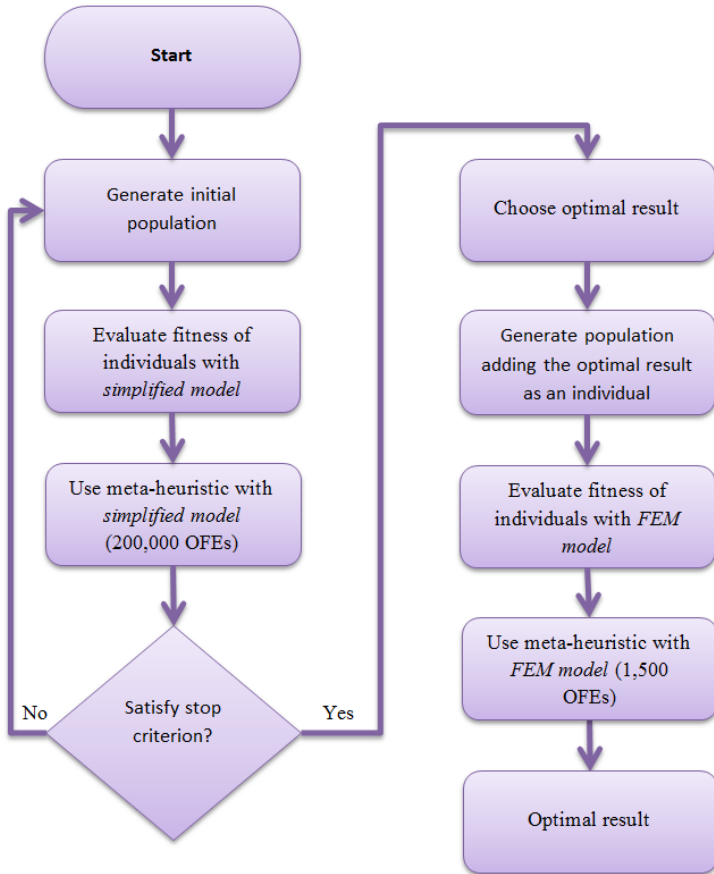 Start
Generate initial
population
Evaluate fitness of
individuals with
simplified model
Use meta-heuristic with
simplified model
(200,000 OFEs)
Satisfy stop
criterion?
No
Yes
Choose optimal result
Generate population
adding the optimal result
as an individual
Evaluate fitness of
individuals with FEM
model
Use meta-heuristic with
FEM model (1,500
OFEs)
Optimal result